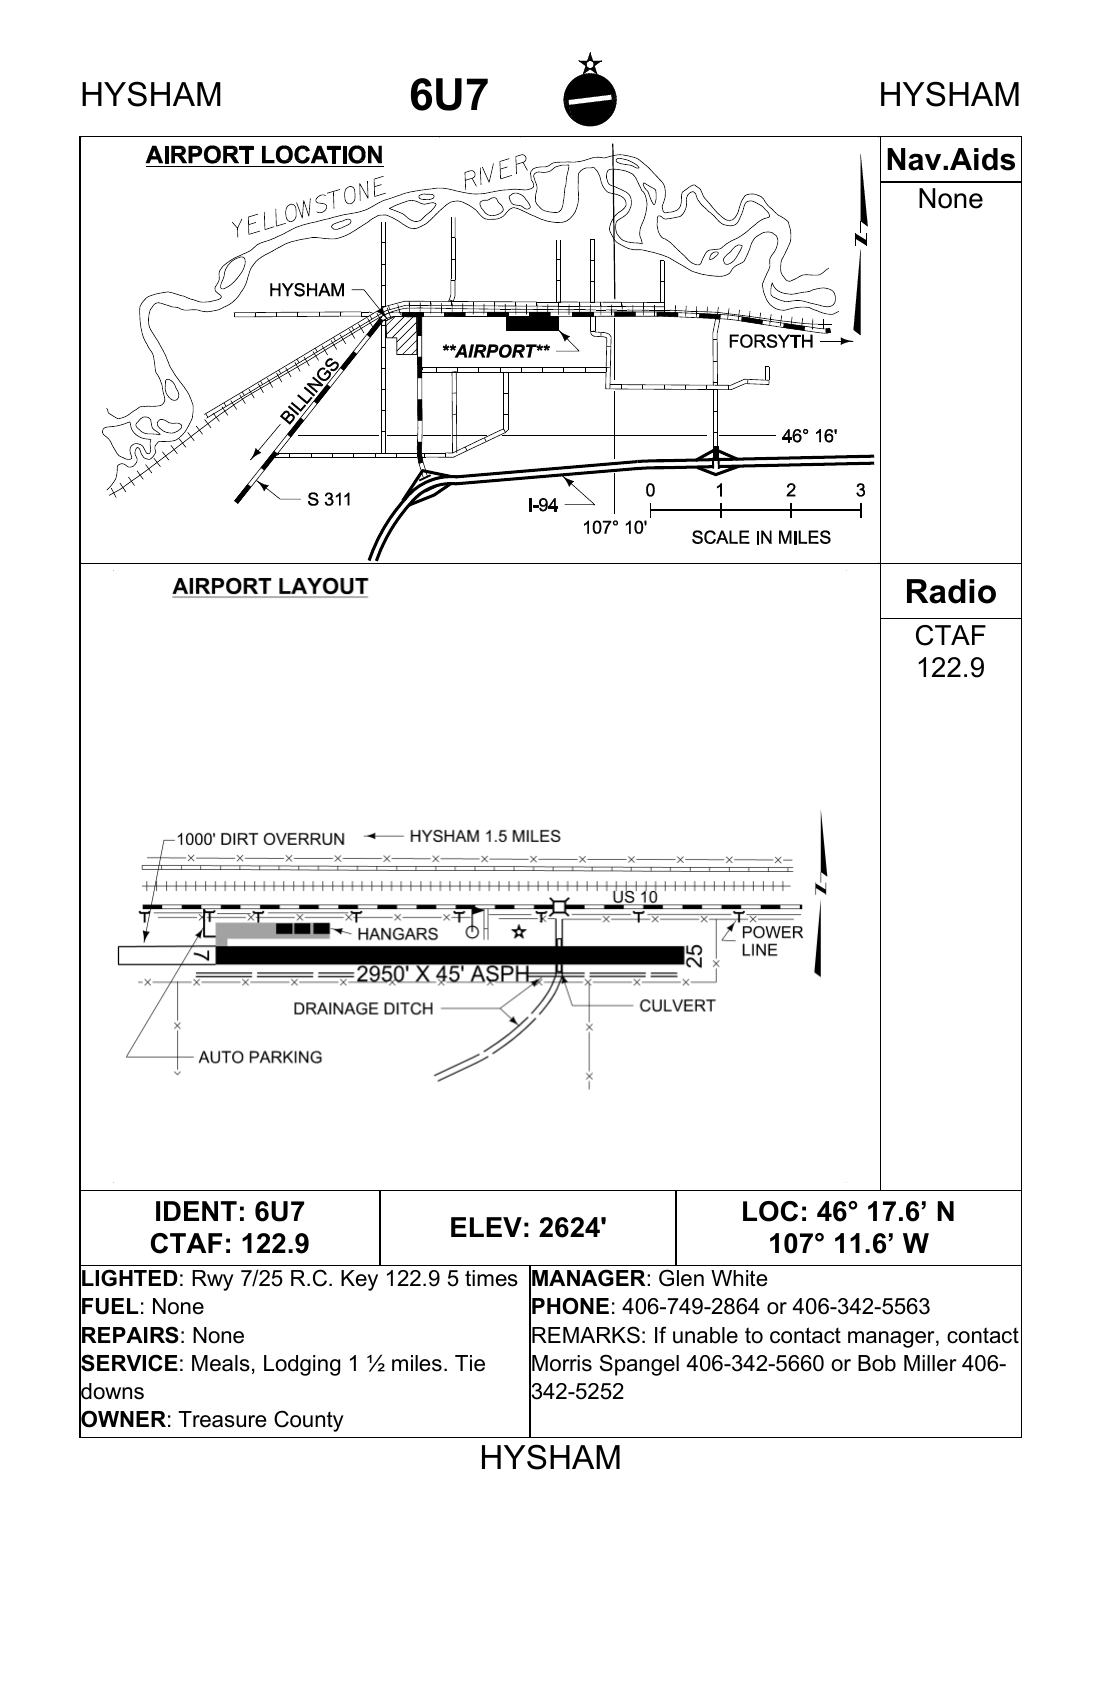 HYSHAM 6U7 HYSHAM
AIRPORT LOCATION
Nav.Aids
None
YELLOWSTONE RIVER
N
HYSHAM
**AIRPORT**
FORSYTH
BILLINGS
46° 16'
S 311
I-94
107° 10'
0 1 2 3
SCALE IN MILES
AIRPORT LAYOUT
Radio
CTAF
122.9
1000' DIRT OVERRUN
HYSHAM 1.5 MILES
N
US 10
HANGARS
POWER
LINE
7
25
2950' X 45' ASPH
DRAINAGE DITCH
CULVERT
AUTO PARKING
IDENT: 6U7
CTAF: 122.9
ELEV: 2624'
LOC: 46° 17.6’ N
107° 11.6’ W
LIGHTED: Rwy 7/25 R.C. Key 122.9 5 times
FUEL: None
REPAIRS: None
SERVICE: Meals, Lodging 1 ½ miles. Tie
downs
OWNER: Treasure County
MANAGER: Glen White
PHONE: 406-749-2864 or 406-342-5563
REMARKS: If unable to contact manager, contact
Morris Spangel 406-342-5660 or Bob Miller 406-
342-5252
HYSHAM